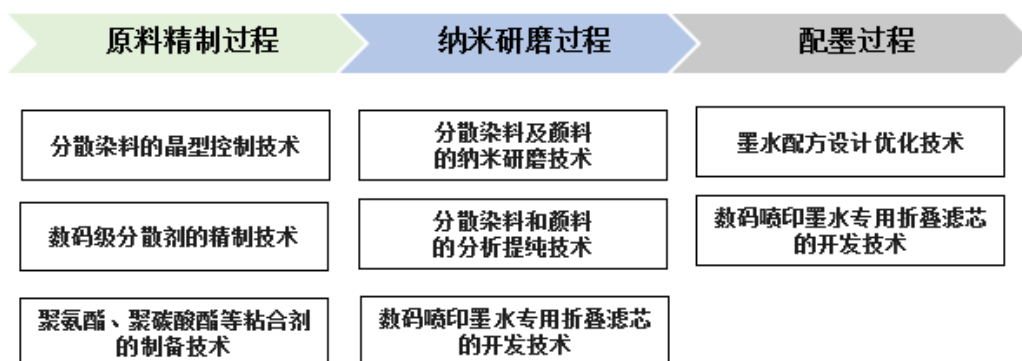 原料精制过程
纳米研磨过程
配墨过程
分散染料的晶型控制技术
分散染料及颜料
的纳米研磨技术
墨水配方设计优化技术
数码级分散剂的精制技术
分散染料和颜料
的分析提纯技术
数码喷印墨水专用折叠滤芯
的开发技术
聚氨酯、聚碳酸酯等粘合剂
的制备技术
数码喷印墨水专用折叠滤芯
的开发技术